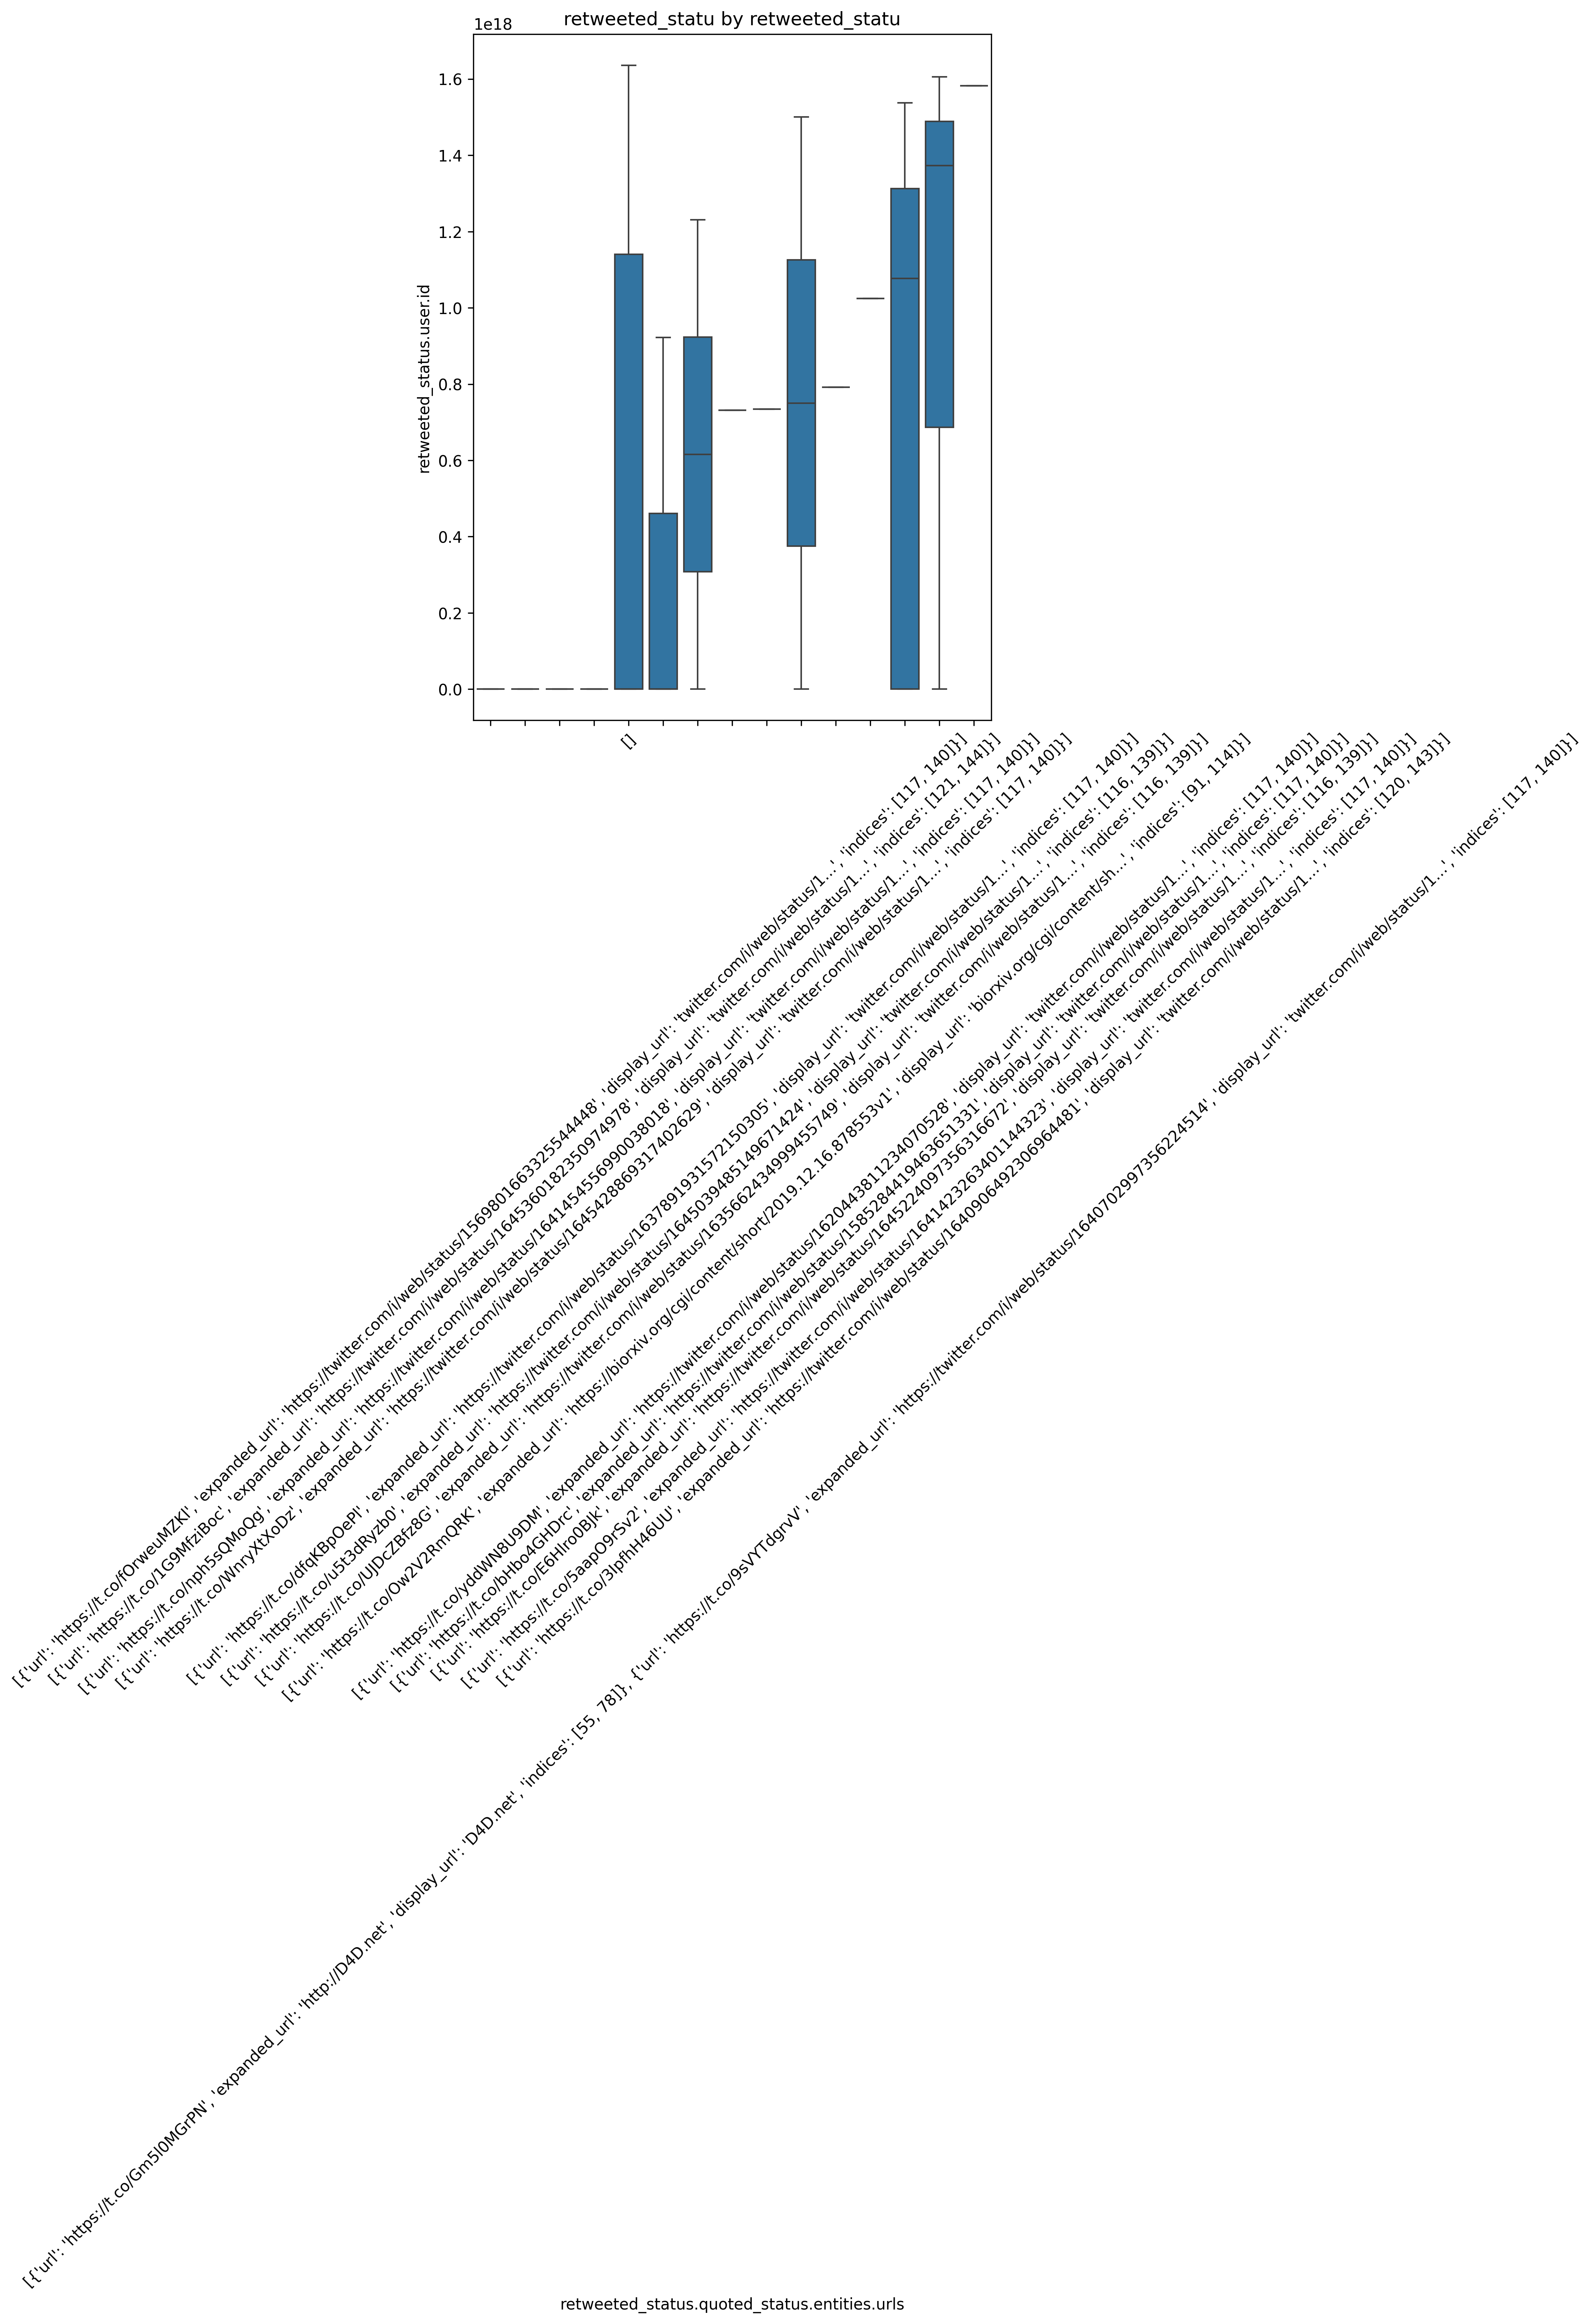 retweeted_statu by retweeted_statu
1e18
1.6
1.4
1.2
1.0
0.8
0.6
0.4
0.2
0.0
retweeted_status.user.id
[{'url': 'https://t.co/fOrweuMZKl', 'expanded_url': 'https://twitter.com/i/web/status/1569801663325544448', 'display_url': 'twitter.com/i/web/status/1…', 'indices': [117, 140]}]
[{'url': 'https://t.co/1G9MfziBoc', 'expanded_url': 'https://twitter.com/i/web/status/1645360182350974978', 'display_url': 'twitter.com/i/web/status/1…', 'indices': [121, 144]}]
[{'url': 'https://t.co/nph5sQMoQg', 'expanded_url': 'https://twitter.com/i/web/status/1641454556990038018', 'display_url': 'twitter.com/i/web/status/1…', 'indices': [117, 140]}]
[{'url': 'https://t.co/WnryXtXoDz', 'expanded_url': 'https://twitter.com/i/web/status/1645428869317402629', 'display_url': 'twitter.com/i/web/status/1…', 'indices': [117, 140]}]
[]
[{'url': 'https://t.co/dfqKBpOePl', 'expanded_url': 'https://twitter.com/i/web/status/1637891931572150305', 'display_url': 'twitter.com/i/web/status/1…', 'indices': [117, 140]}]
[{'url': 'https://t.co/u5t3dRyzb0', 'expanded_url': 'https://twitter.com/i/web/status/1645039485149671424', 'display_url': 'twitter.com/i/web/status/1…', 'indices': [116, 139]}]
[{'url': 'https://t.co/UJDcZBfz8G', 'expanded_url': 'https://twitter.com/i/web/status/1635662434999455749', 'display_url': 'twitter.com/i/web/status/1…', 'indices': [116, 139]}]
[{'url': 'https://t.co/Ow2V2RmQRK', 'expanded_url': 'https://biorxiv.org/cgi/content/short/2019.12.16.878553v1', 'display_url': 'biorxiv.org/cgi/content/sh…', 'indices': [91, 114]}]
[{'url': 'https://t.co/Gm5l0MGrPN', 'expanded_url': 'http://D4D.net', 'display_url': 'D4D.net', 'indices': [55, 78]}, {'url': 'https://t.co/9sVYTdgrvV', 'expanded_url': 'https://twitter.com/i/web/status/1640702997356224514', 'display_url': 'twitter.com/i/web/status/1…', 'indices': [117, 140]}]
[{'url': 'https://t.co/yddWN8U9DM', 'expanded_url': 'https://twitter.com/i/web/status/1620443811234070528', 'display_url': 'twitter.com/i/web/status/1…', 'indices': [117, 140]}]
[{'url': 'https://t.co/bHbo4GHDrc', 'expanded_url': 'https://twitter.com/i/web/status/1585284419463651331', 'display_url': 'twitter.com/i/web/status/1…', 'indices': [117, 140]}]
[{'url': 'https://t.co/E6Hlro0BJk', 'expanded_url': 'https://twitter.com/i/web/status/1645224097356316672', 'display_url': 'twitter.com/i/web/status/1…', 'indices': [116, 139]}]
[{'url': 'https://t.co/5aapO9rSv2', 'expanded_url': 'https://twitter.com/i/web/status/1641423263401144323', 'display_url': 'twitter.com/i/web/status/1…', 'indices': [117, 140]}]
[{'url': 'https://t.co/3lpfhH46UU', 'expanded_url': 'https://twitter.com/i/web/status/1640906492306964481', 'display_url': 'twitter.com/i/web/status/1…', 'indices': [120, 143]}]
retweeted_status.quoted_status.entities.urls